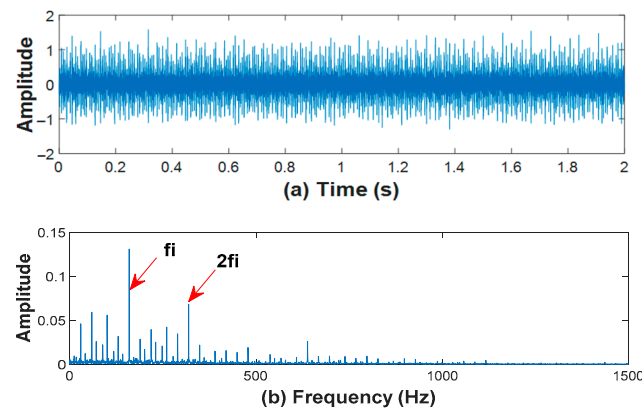 2
1
0
−1
−2
Amplitude
0 0.2 0.4 0.6 0.8 1 1.2 1.4 1.6 1.8 2
(a) Time (s)
0.15
0.1
0.05
0
Amplitude
fi
2fi
0 500 1000 1500
(b) Frequency (Hz)